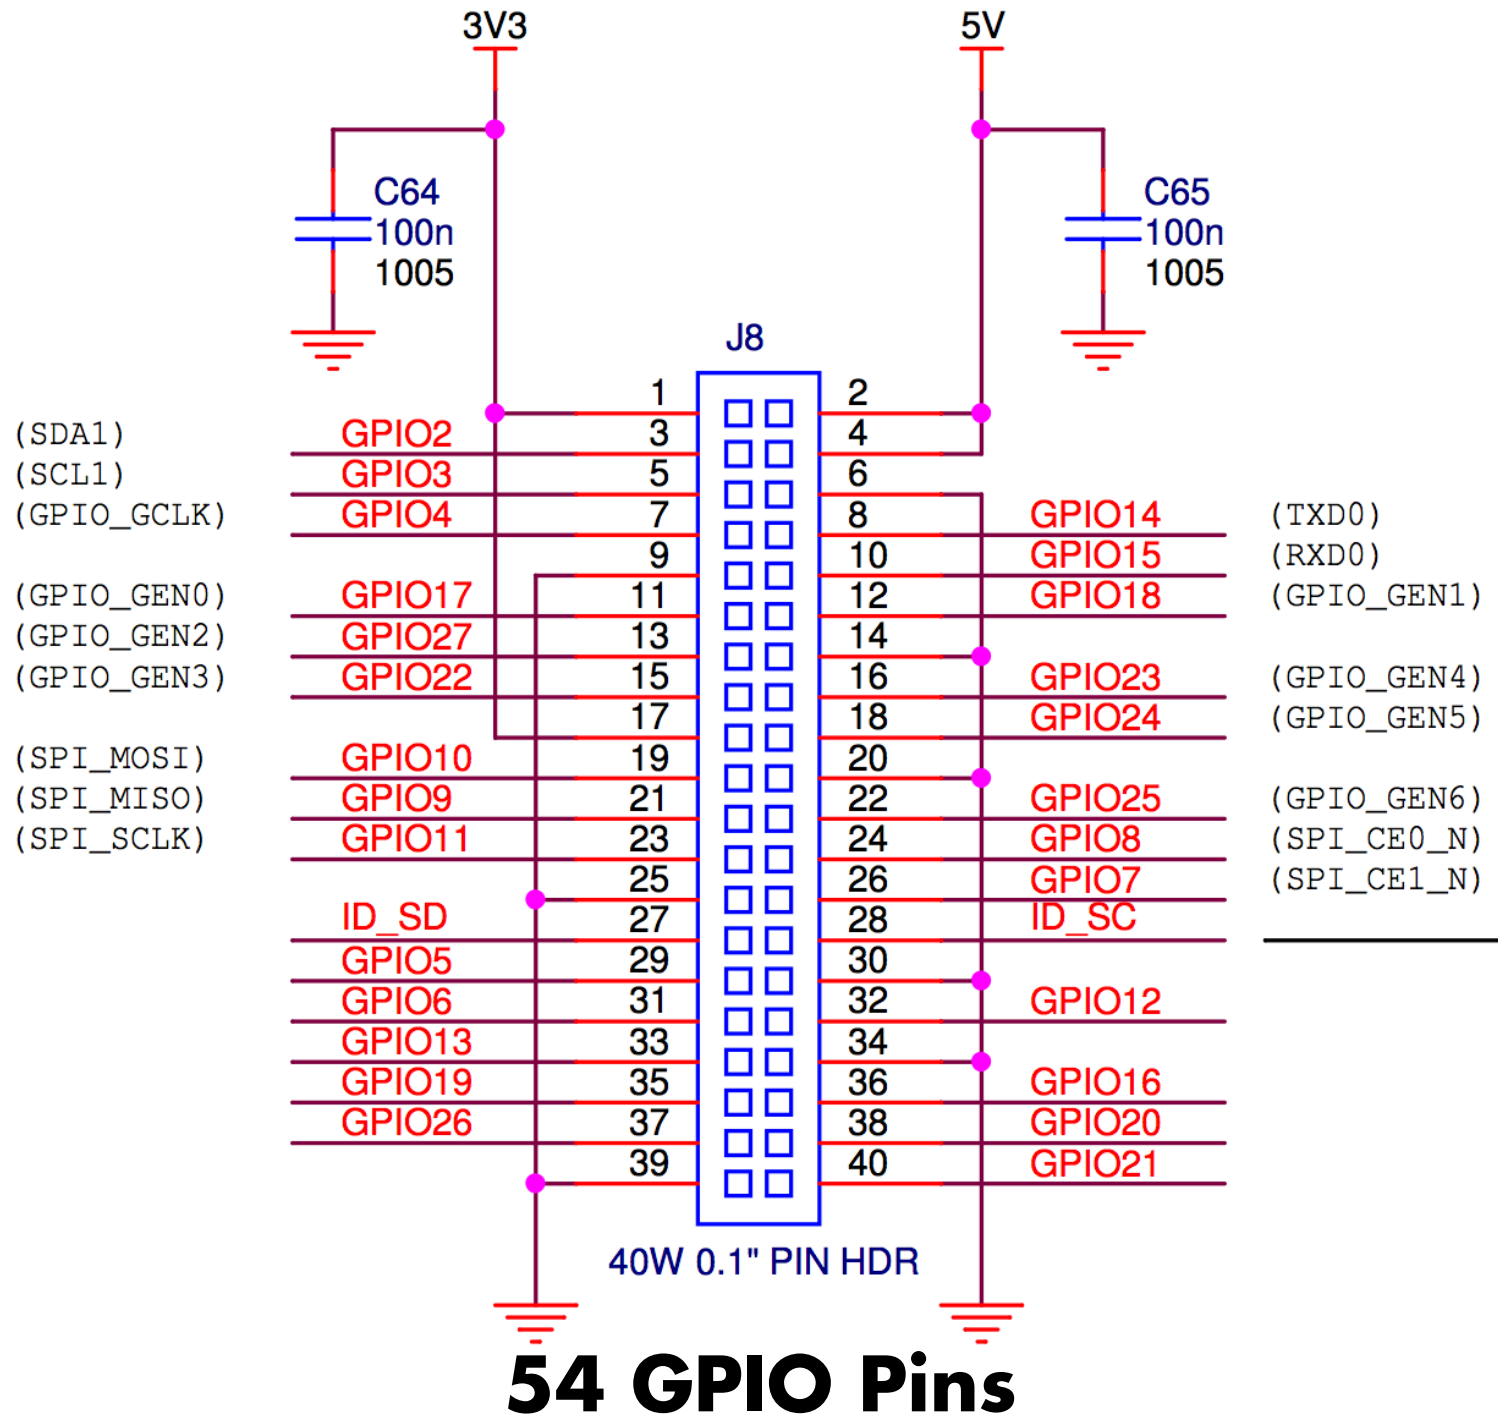 3V3 5V
C64 C65
100n 100n
1005 1005
J8
1 2
(SDA1) GPIO2 3 4
(SCL1) GPIO3 5 6
(GPIO_GCLK) GPIO4 7 8 GPIO14 (TXD0)
9 10 GPIO15 (RXD0)
(GPIO_GEN0) GPIO17 11 12 GPIO18 (GPIO_GEN1)
(GPIO_GEN2) GPIO27 13 14
(GPIO_GEN3) GPIO22 15 16 GPIO23 (GPIO_GEN4)
17 18 GPIO24 (GPIO_GEN5)
(SPI_MOSI) GPIO10 19 20
(SPI_MISO) GPIO9 21 22 GPIO25 (GPIO_GEN6)
(SPI_SCLK) GPIO11 23 24 GPIO8 (SPI_CE0_N)
25 26 GPIO7 (SPI_CE1_N)
ID_SD 27 28 ID_SC
GPIO5 29 30
GPIO6 31 32 GPIO12
GPIO13 33 34
GPIO19 35 36 GPIO16
GPIO26 37 38 GPIO20
39 40 GPIO21
40W 0.1" PIN HDR
54 GPIO Pins